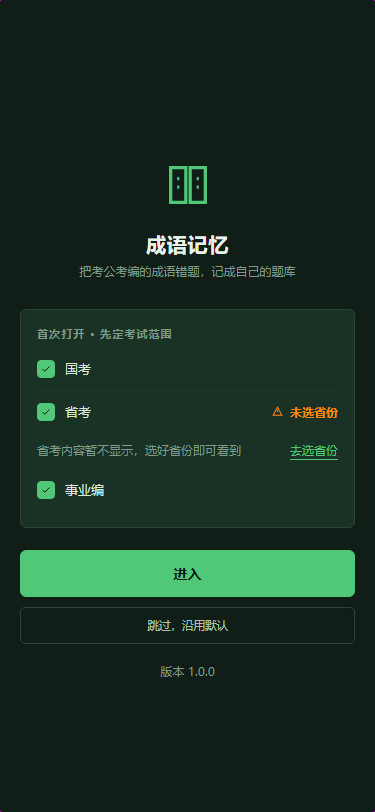 成语记忆
把考公考编的成语错题，记成自己的题库
首次打开 • 先定考试范围
国考
省考 ⚠ 未选省份
省考内容暂不显示，选好省份即可看到 去选省份
事业编
进入
跳过，沿用默认
版本 1.0.0